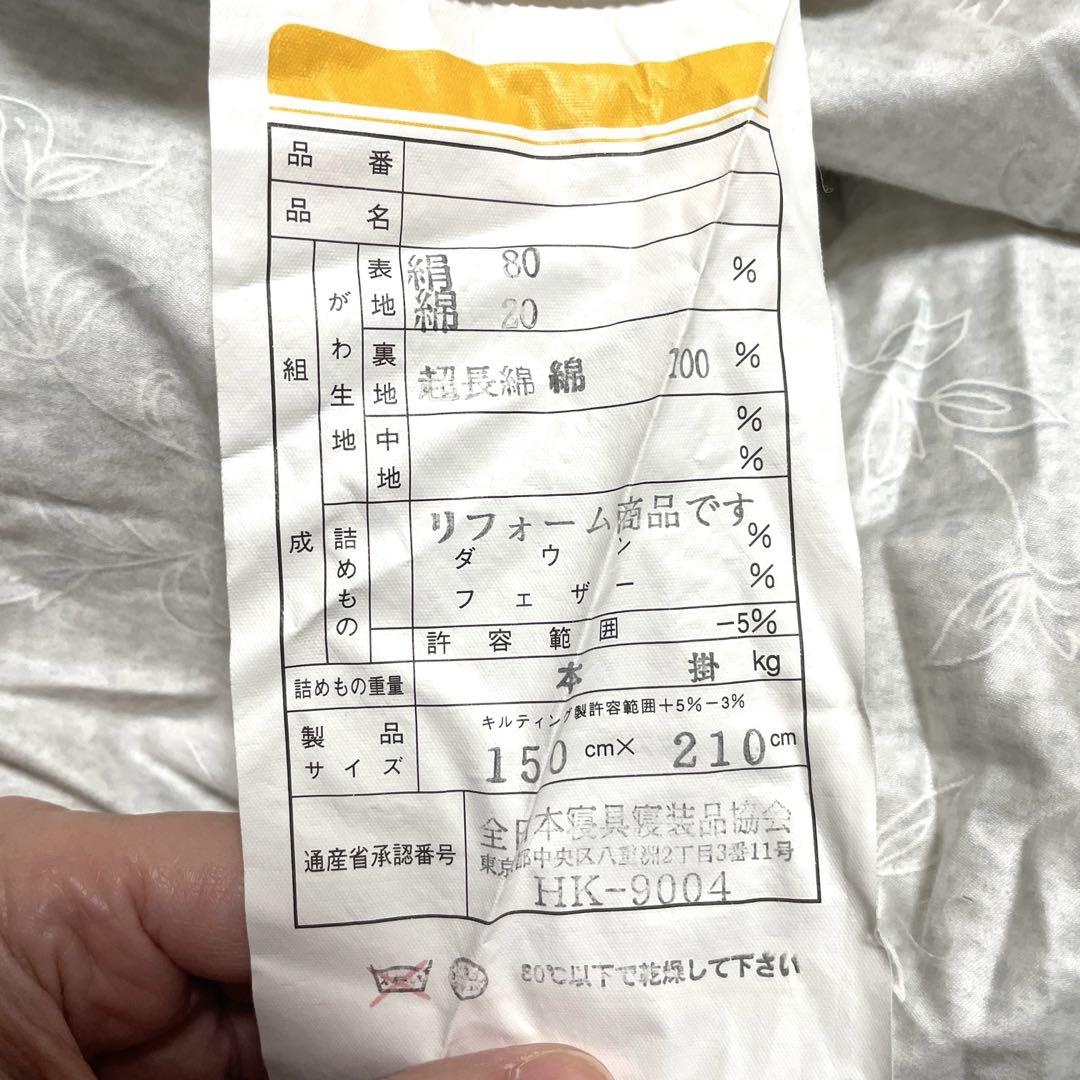 品番
品名
組成
がわ生地
表地 絹 80 %
綿 20
裏地 超長綿 綿 100 %
中地 %
%
詰めもの
リフォーム商品です
ダウン %
フェザー %
許容範囲 -5%
詰めもの重量 本掛 kg
製品サイズ
キルティング製許容範囲+5%-3%
150 cm× 210 cm
通産省承認番号
全日本寝具寝装品協会
東京都中央区八重洲2丁目3番11号
HK-9004
80℃以下で乾燥して下さい